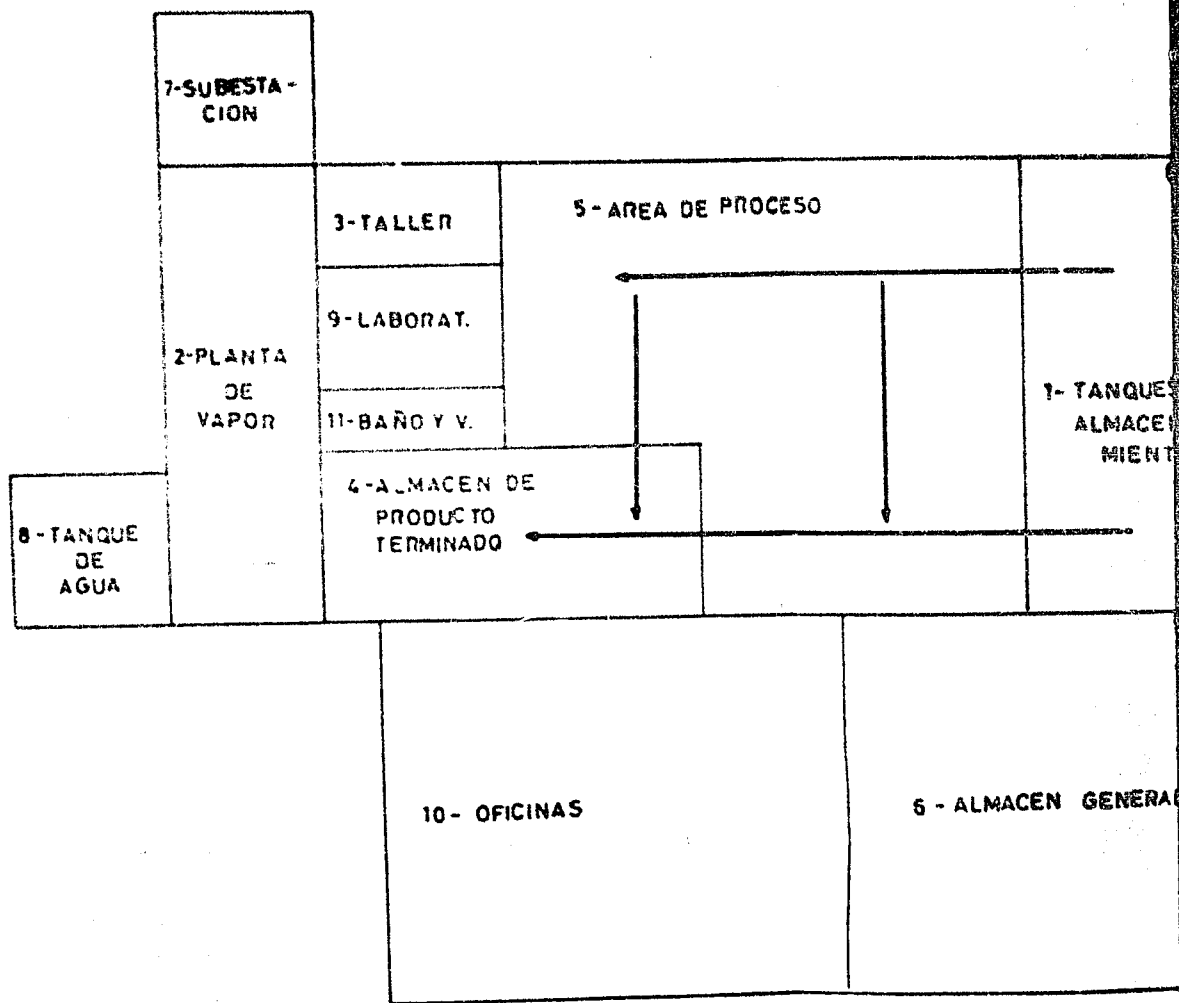 7-SUBESTA-
CION
3-TALLER
5-AREA DE PROCESO
9-LABORAT.
2-PLANTA
DE
VAPOR
11-BAÑO Y V.
1- TANQUES
ALMACE
MIENT
4-ALMACEN DE
PRODUCTO
TERMINADO
8-TANQUE
DE
AGUA
10- OFICINAS
6 - ALMACEN GENERAL